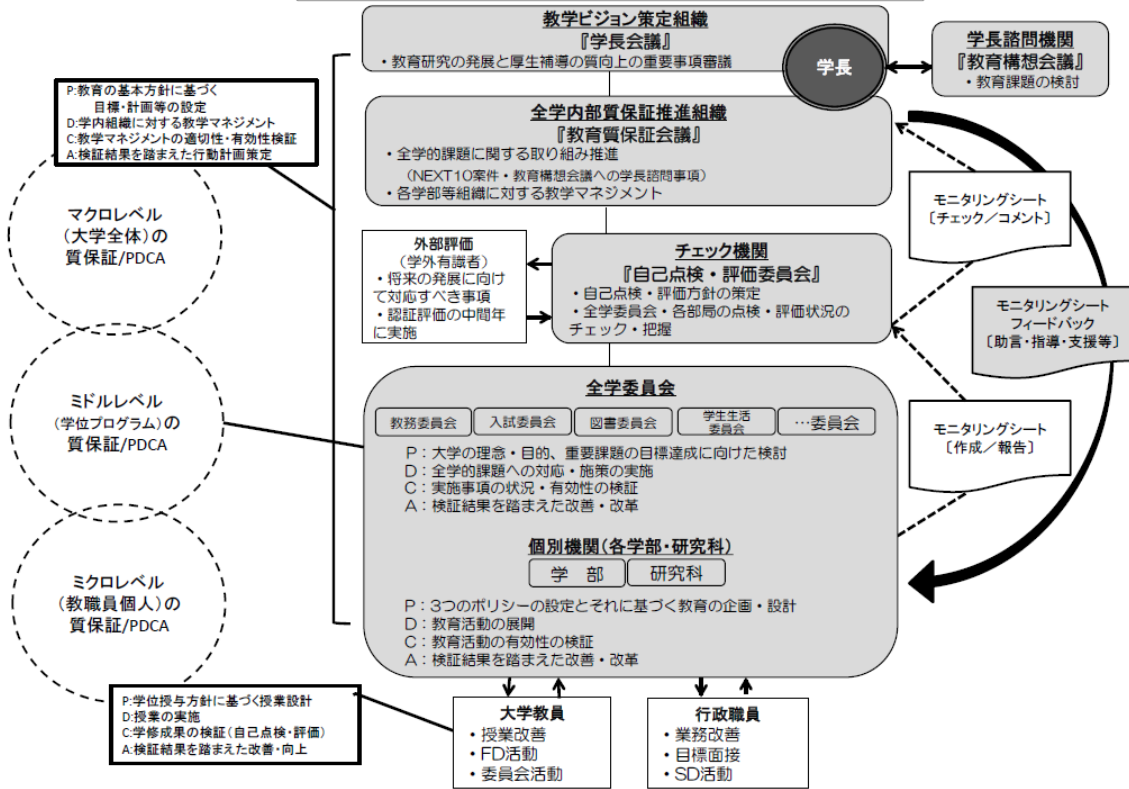 教学ビジョン策定組織
『学長会議』
・教育研究の発展と厚生補導の質向上の重要事項審議
学長
学長諮問機関
『教育構想会議』
・教育課題の検討
P:教育の基本方針に基づく
目標・計画等の設定
D:学内組織に対する教学マネジメント
C:教学マネジメントの適切性・有効性検証
A:検証結果を踏まえた行動計画策定
全学内部質保証推進組織
『教育質保証会議』
・全学的課題に関する取り組み推進
（NEXT10案件・教育構想会議への学長諮問事項）
・各学部等組織に対する教学マネジメント
マクロレベル
（大学全体）の
質保証/PDCA
モニタリングシート
〔チェック／コメント〕
外部評価
（学外有識者）
・将来の発展に向け
て対応すべき事項
・認証評価の中間年
に実施
チェック機関
『自己点検・評価委員会』
・自己点検・評価方針の策定
・全学委員会・各部局の点検・評価状況の
チェック・把握
モニタリングシート
フィードバック
〔助言・指導・支援等〕
ミドルレベル
（学位プログラム）の
質保証/PDCA
全学委員会
教務委員会
入試委員会
図書委員会
学生生活
委員会
…委員会
P：大学の理念・目的、重要課題の目標達成に向けた検討
D：全学的課題への対応・施策の実施
C：実施事項の状況・有効性の検証
A：検証結果を踏まえた改善・改革
モニタリングシート
〔作成／報告〕
個別機関（各学部・研究科）
学　部
研究科
P：3つのポリシーの設定とそれに基づく教育の企画・設計
D：教育活動の展開
C：教育活動の有効性の検証
A：検証結果を踏まえた改善・改革
ミクロレベル
（教職員個人）の
質保証/PDCA
P:学位授与方針に基づく授業設計
D:授業の実施
C:学修成果の検証（自己点検・評価）
A:検証結果を踏まえた改善・向上
大学教員
・授業改善
・FD活動
・委員会活動
行政職員
・業務改善
・目標面接
・SD活動